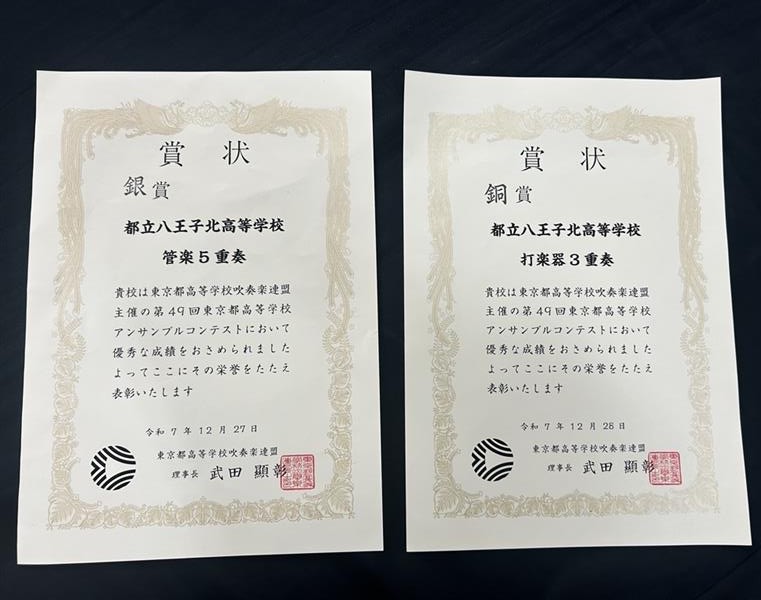 賞状
銀賞
都立八王子北高等学校
管楽5重奏
貴校は東京都高等学校吹奏楽連盟
主催の第49回東京都高等学校
アンサンブルコンテストにおいて
優秀な成績をおさめられました
よってここにその栄誉をたたえ
表彰いたします
令和7年12月27日
東京都高等学校吹奏楽連盟
理事長 武田 顯彰
賞状
銅賞
都立八王子北高等学校
打楽器3重奏
貴校は東京都高等学校吹奏楽連盟
主催の第49回東京都高等学校
アンサンブルコンテストにおいて
優秀な成績をおさめられました
よってここにその栄誉をたたえ
表彰いたします
令和7年12月26日
東京都高等学校吹奏楽連盟
理事長 武田 顯彰